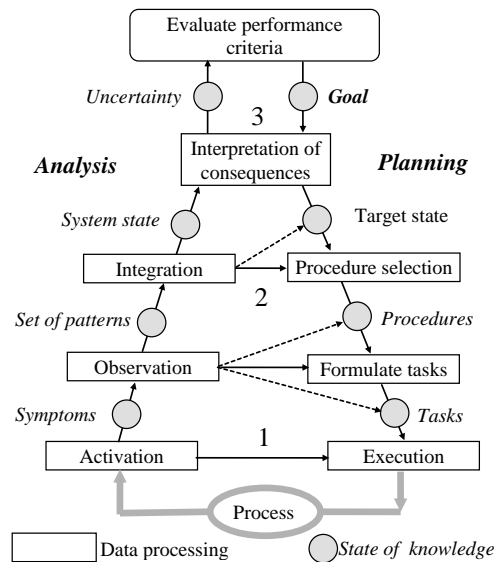 Evaluate performance
criteria
Uncertainty
Goal
3
Analysis
Interpretation of
consequences
Planning
System state
Target state
Integration
Procedure selection
2
Set of patterns
Procedures
Observation
Formulate tasks
Symptoms
Tasks
1
Activation
Execution
Process
Data processing
State of knowledge